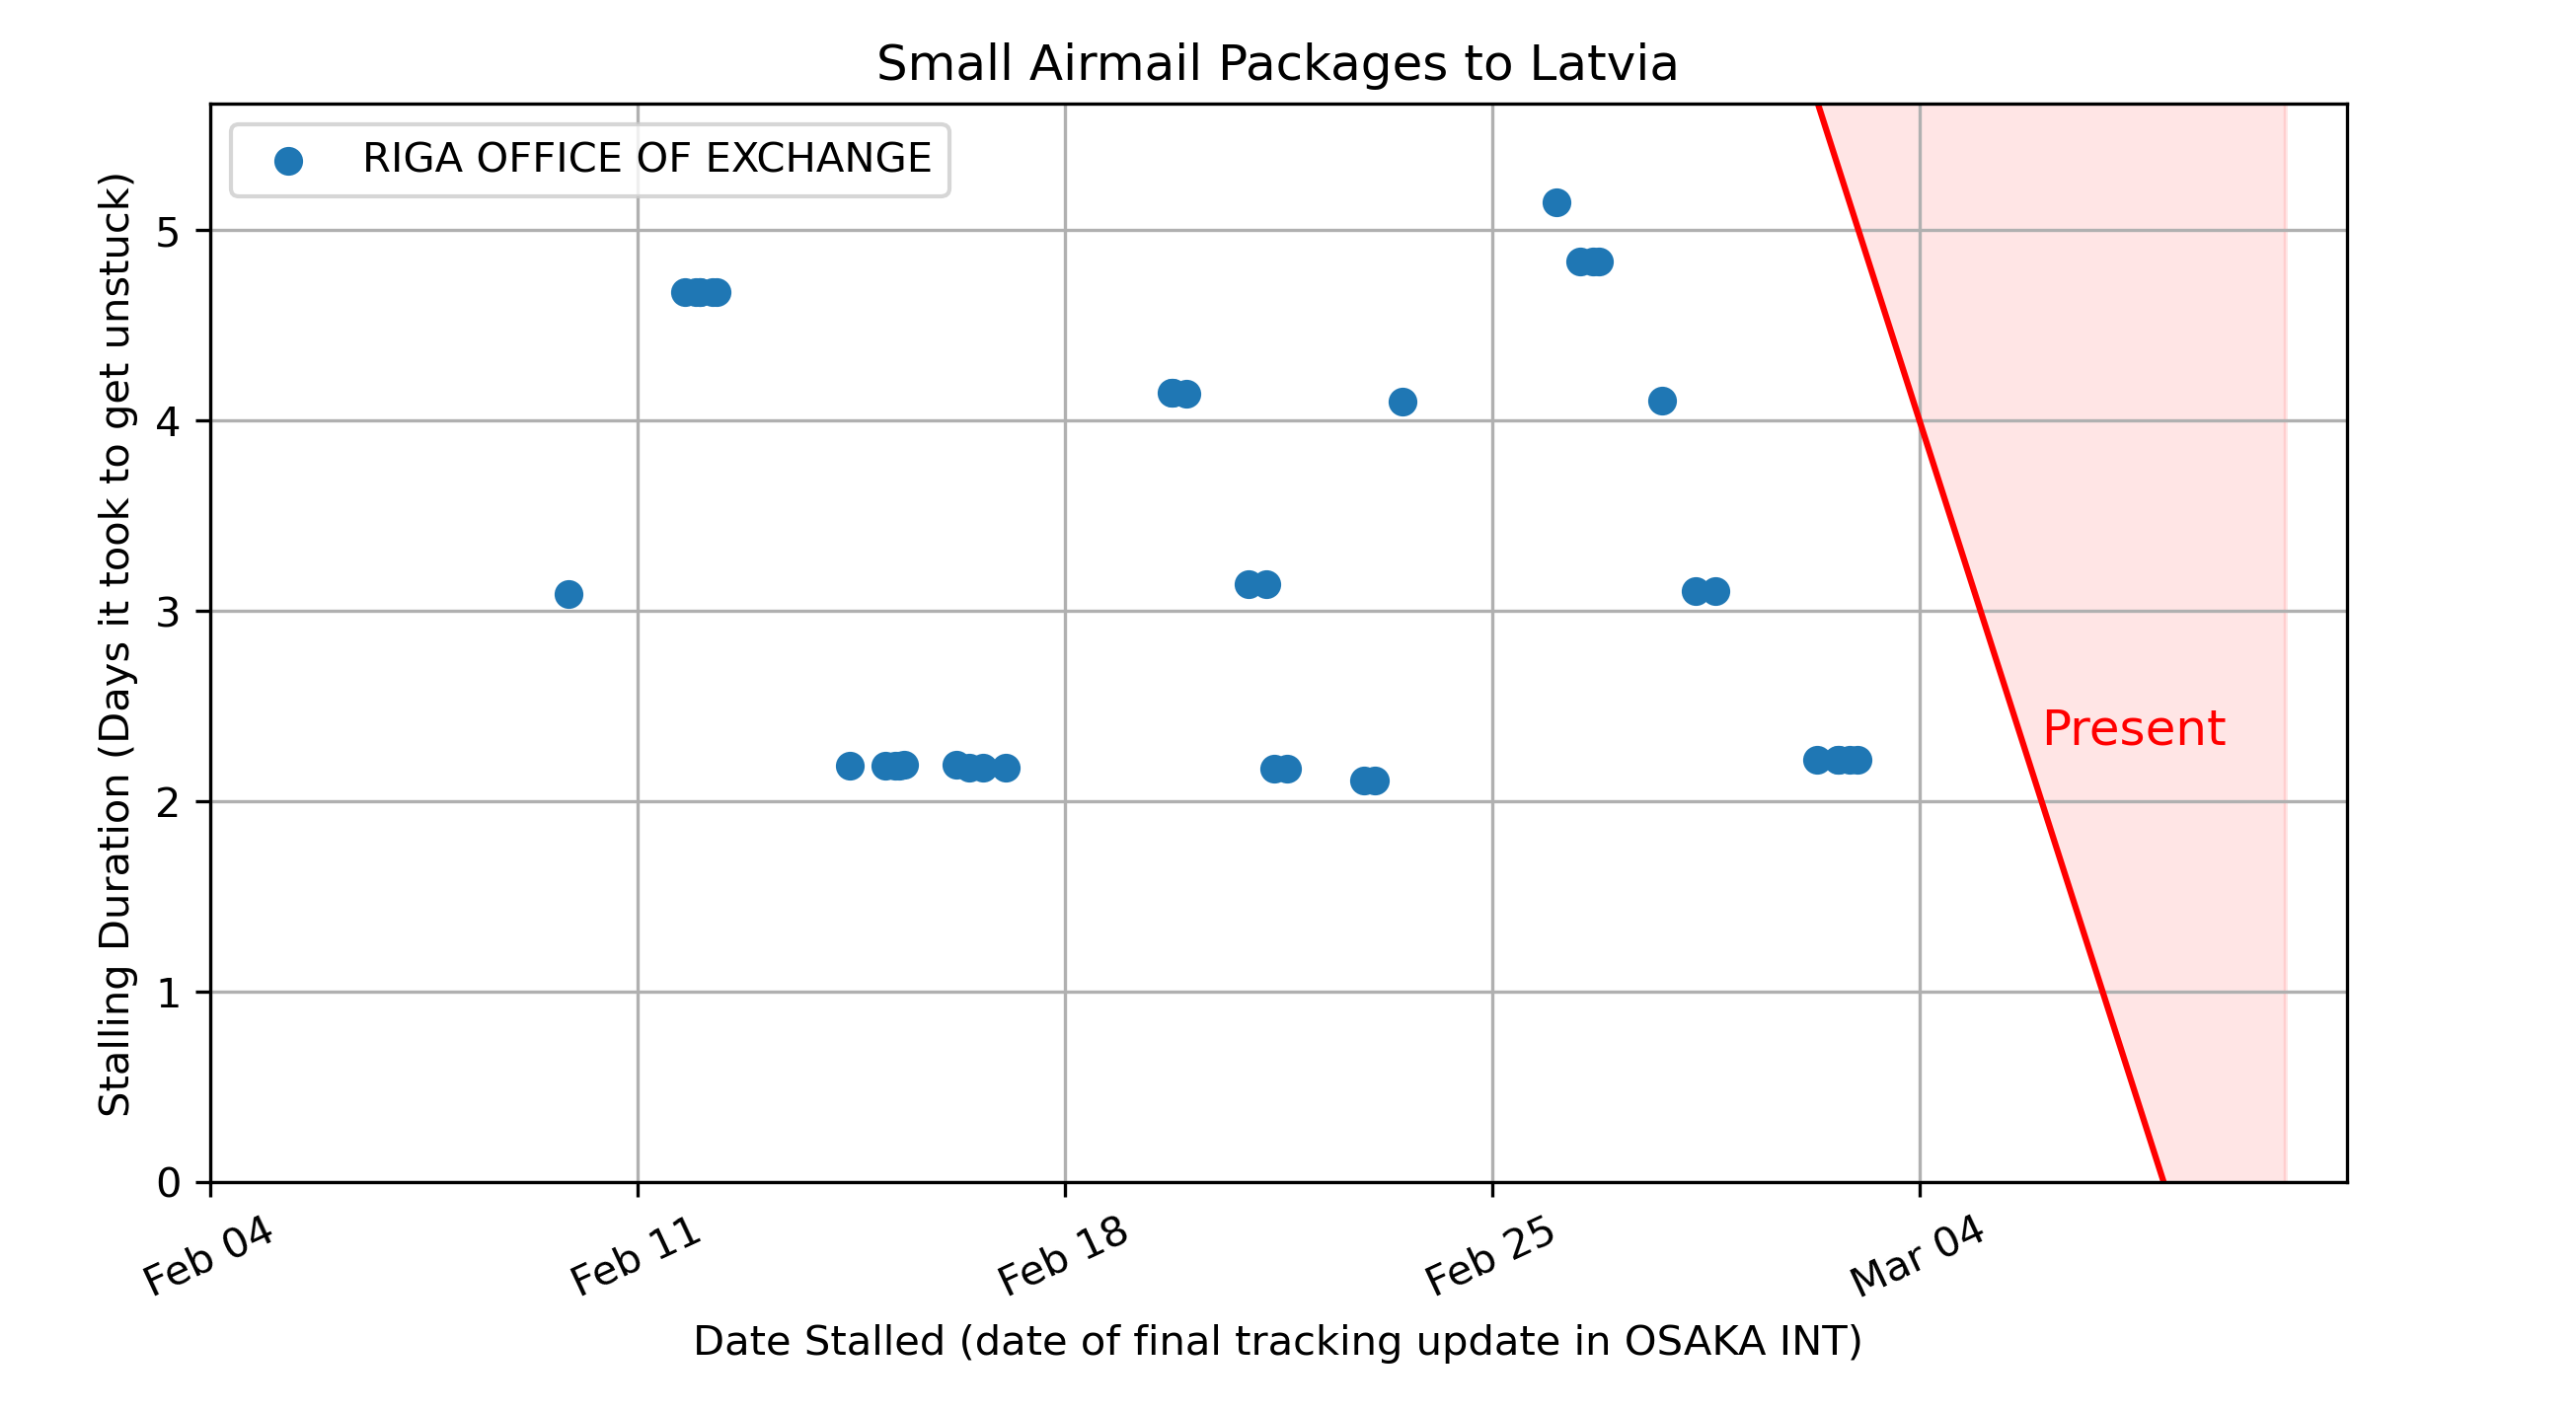 Small Airmail Packages to Latvia
RIGA OFFICE OF EXCHANGE
Stalling Duration (Days it took to get unstuck)
5
4
3
2
1
0
Present
Feb 04
Feb 11
Feb 18
Feb 25
Mar 04
Date Stalled (date of final tracking update in OSAKA INT)